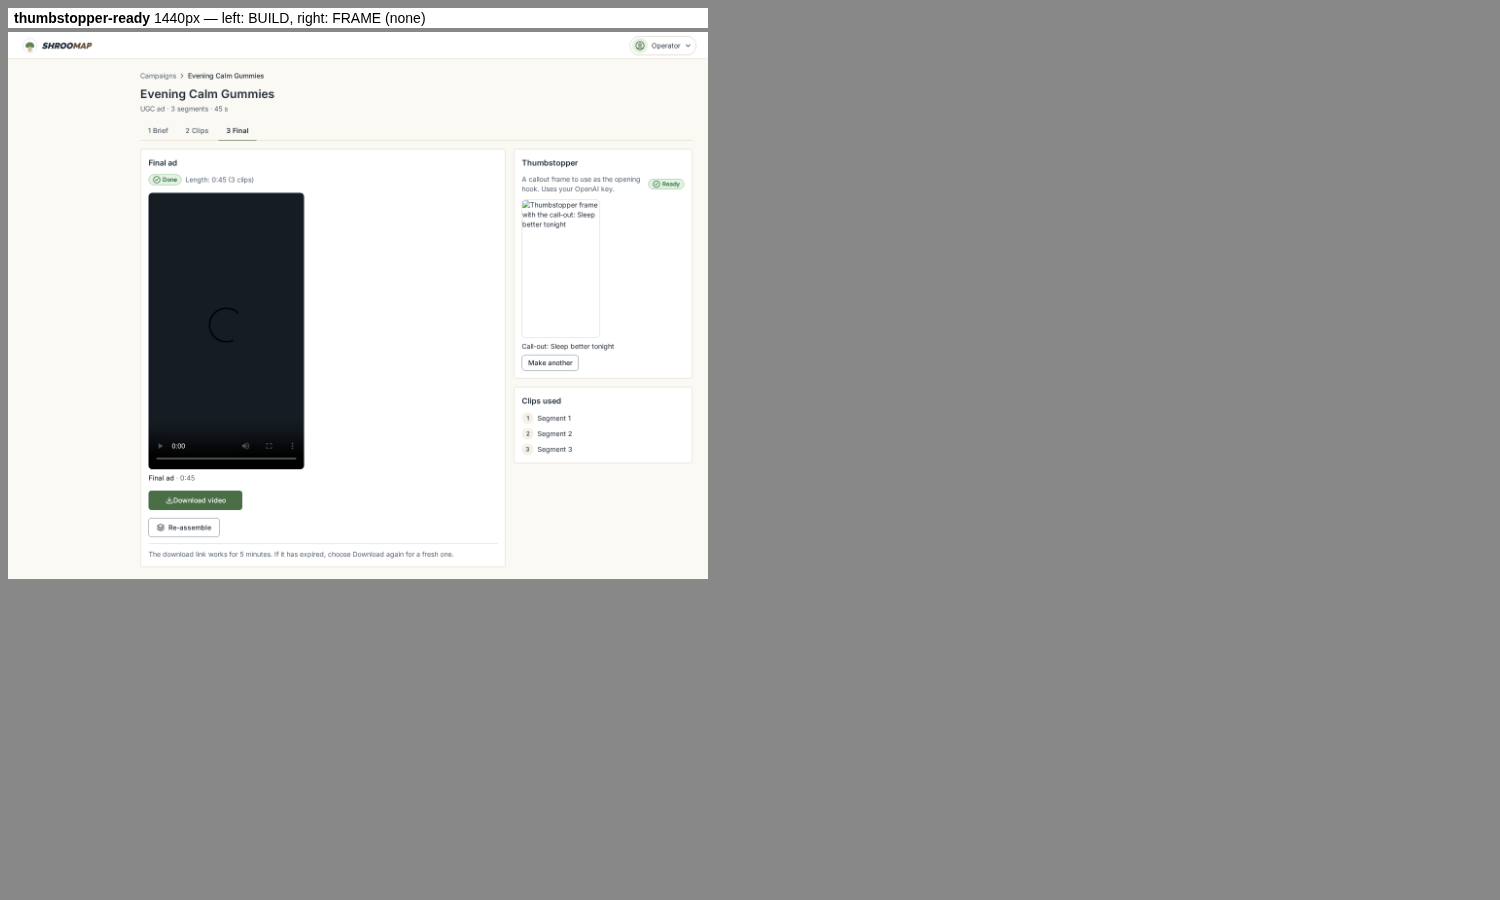 thumbstopper-ready 1440px — left: BUILD, right: FRAME (none)
SHROOMAP
Operator
Campaigns > Evening Calm Gummies
Evening Calm Gummies
UGC ad · 3 segments · 45 s
1 Brief
2 Clips
3 Final
Final ad
Done
Length: 0:45 (3 clips)
0:00
Final ad · 0:45
Download video
Re-assemble
The download link works for 5 minutes. If it has expired, choose Download again for a fresh one.
Thumbstopper
A callout frame to use as the opening
hook. Uses your OpenAI key.
Ready
Thumbstopper frame
with the call-out: Sleep
better tonight
Call-out: Sleep better tonight
Make another
Clips used
1 Segment 1
2 Segment 2
3 Segment 3